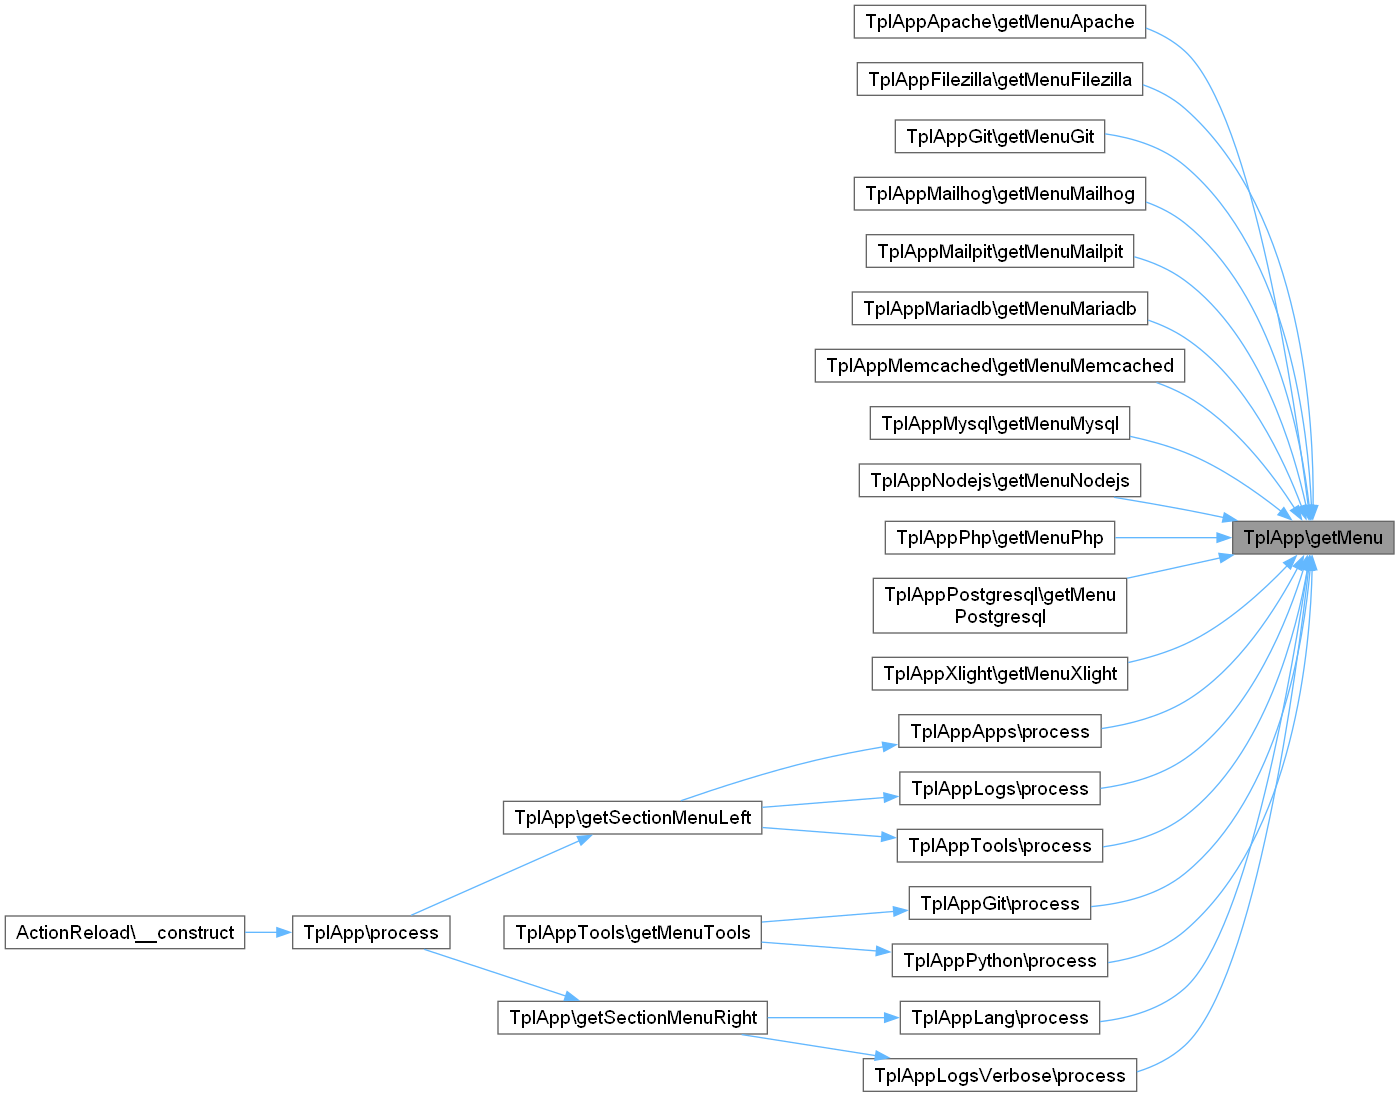 TplAppApache\getMenuApache
TplAppFilezilla\getMenuFilezilla
TplAppGit\getMenuGit
TplAppMailhog\getMenuMailhog
TplAppMailpit\getMenuMailpit
TplAppMariadb\getMenuMariadb
TplAppMemcached\getMenuMemcached
TplAppMysql\getMenuMysql
TplAppNodejs\getMenuNodejs
TplApp\getMenu
TplAppPhp\getMenuPhp
TplAppPostgresql\getMenu
Postgresql
TplAppXlight\getMenuXlight
TplAppApps\process
TplAppLogs\process
TplApp\getSectionMenuLeft
TplAppTools\process
TplAppGit\process
ActionReload\__construct
TplApp\process
TplAppTools\getMenuTools
TplAppPython\process
TplApp\getSectionMenuRight
TplAppLang\process
TplAppLogsVerbose\process